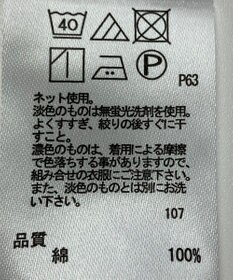 40
P
P63
ネット使用。
淡色のものは無蛍光洗剤を使用。
よくすすぎ、絞りの後すぐに干
すこと。
濃色のものは、着用による摩擦
で色落ちする事がありますので、
組み合せの衣服にご注意下さい。
また、淡色のものとは別にお洗
い下さい。
107
品質
綿 100%